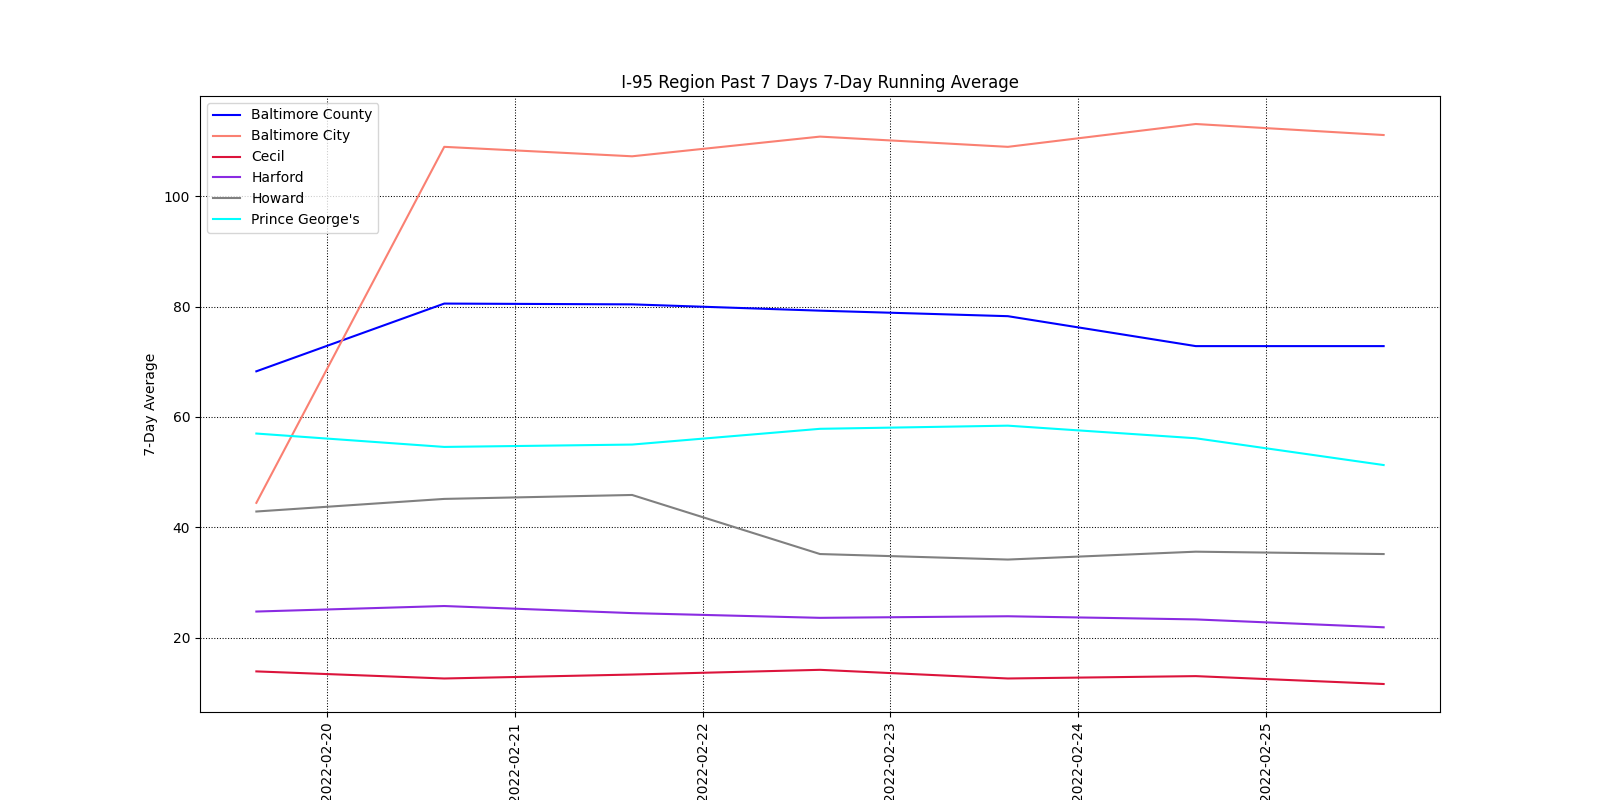 I-95 Region Past 7 Days 7-Day Running Average
Baltimore County
Baltimore City
Cecil
Harford
Howard
Prince George's
100
80
60
40
20
7-Day Average
2022-02-20
2022-02-21
2022-02-22
2022-02-23
2022-02-24
2022-02-25